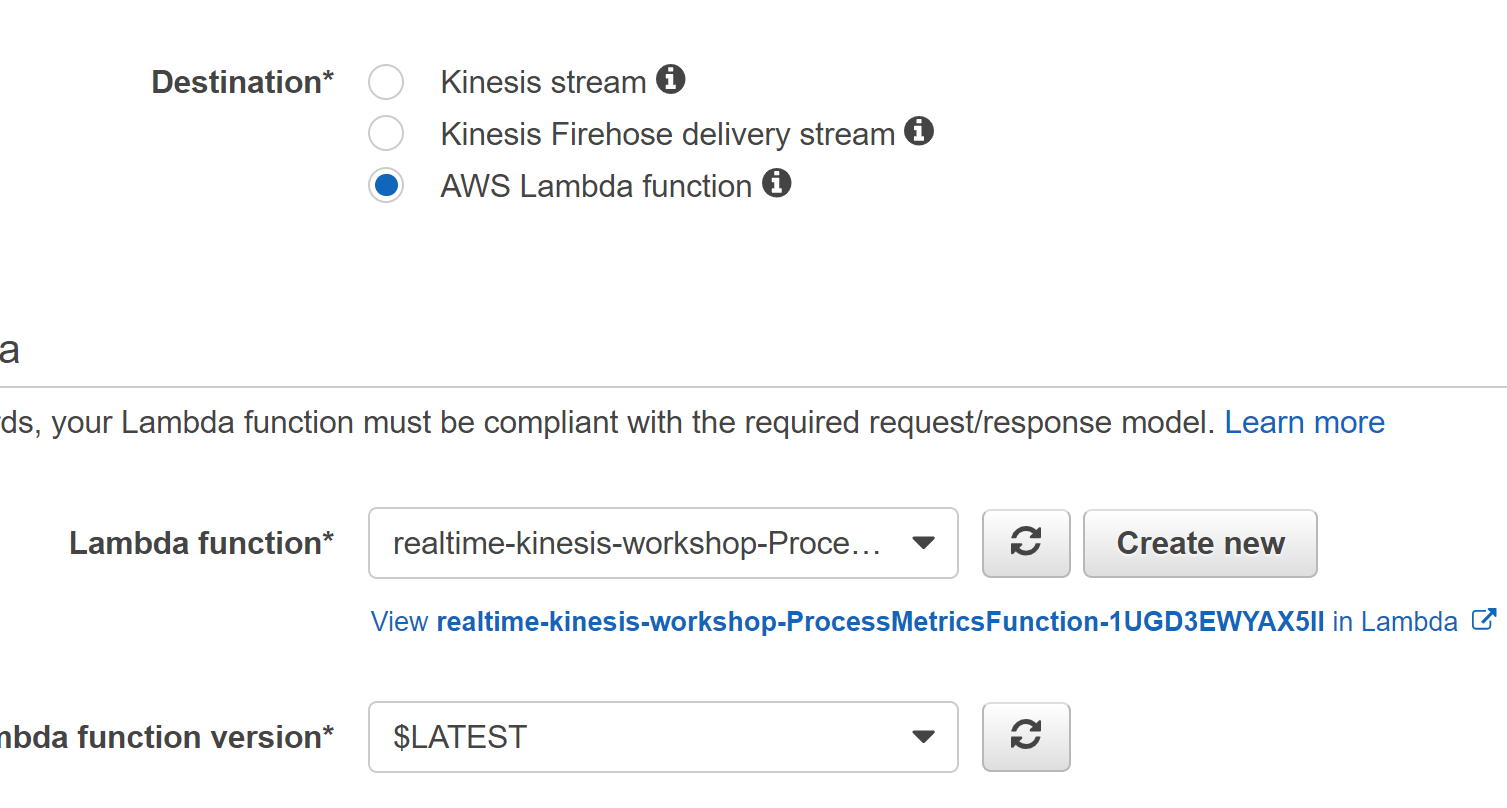 Destination*
Kinesis stream
Kinesis Firehose delivery stream
AWS Lambda function
a
rds, your Lambda function must be compliant with the required request/response model. Learn more
Lambda function* realtime-kinesis-workshop-Proce… Create new
View realtime-kinesis-workshop-ProcessMetricsFunction-1UGD3EWYAX5II in Lambda
mbda function version* $LATEST